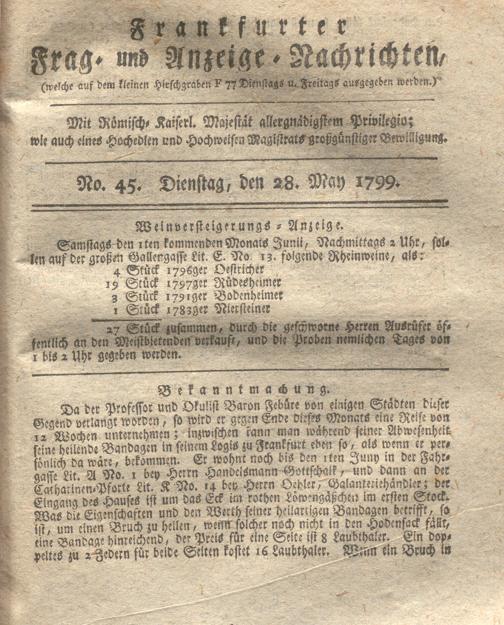 Frankfurter
Frag- und Anzeige-Nachrichten,
(welche auf dem kleinen Hirschgraben F 77 Dienstags u. Freitags ausgegeben werden.)
Mit Römisch-Kaiserl. Majestät allergnädigstem Privilegio;
wie auch eines Hochedlen und Hochweisen Magistrats großgünstiger Bewilligung.
No. 45. Dienstag, den 28. May 1799.
Weinversteigerungs-Anzeige.
Samstags den 1ten kommenden Monats Junii, Nachmittags 2 Uhr, sol-
len auf der großen Gallengasse Lit. E. No. 13. folgende Rheinweine, als:
4 Stück 1796ger Oestricher
19 Stück 1797ger Rüdesheimer
3 Stück 1791ger Bodenheimer
1 Stück 1783ger Niersteiner
27 Stück zusammen, durch die geschworne Herren Ausrüfer öf-
fentlich an den Meistbietenden verkauft, und die Proben nemlichen Tages von
1 bis 2 Uhr gegeben werden.
Bekanntmachung.
Da der Professor und Okulist Baron Febüre von einigen Städten dieser
Gegend verlangt worden, so wird er gegen Ende dieses Monats eine Reise von
12 Wochen unternehmen; inzwischen kann man während seiner Abwesenheit
seine heilende Bandagen in seinem Logis zu Frankfurt eben so, als wenn er per-
sönlich da wäre, bekommen. Er wohnt noch bis den 1ten Juny in der Fahr-
gasse Lit. A No. 1 bey Herrn Handelsmann Gottschalk, und dann an der
Catharinen-Pforte Lit. K No. 14 bey Herrn Oehler, Galanteriehändler; der
Eingang des Hauses ist um das Eck im rothen Löwengäßchen im ersten Stock.
Was die Eigenschaften und den Werth seiner heilartigen Bandagen betrifft, so
ist, um einen Bruch zu heilen, wenn solcher noch nicht in den Hodensack fällt,
eine Bandage hinreichend, der Preis für eine Seite ist 8 Laubthaler. Ein dop-
peltes zu 2 Federn für beide Seiten kostet 16 Laubthaler. Wenn ein Bruch in